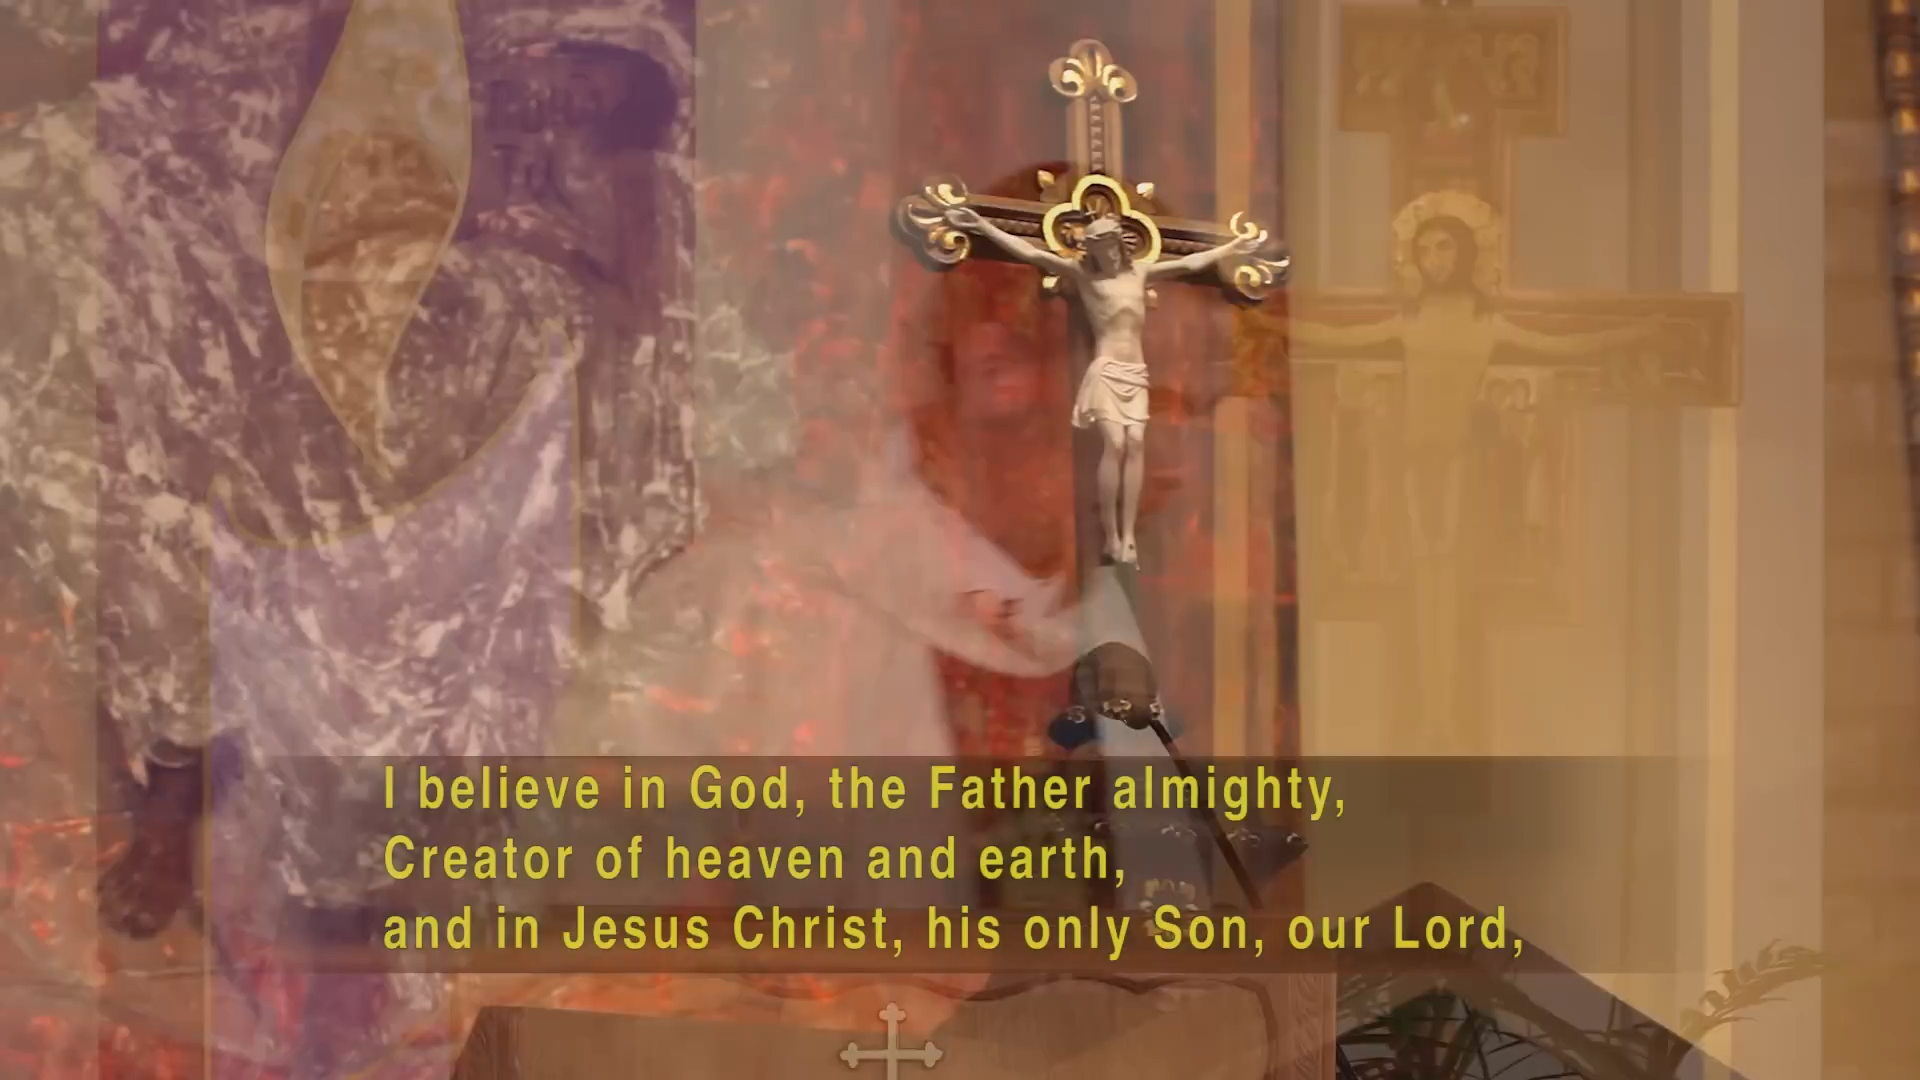 I believe in God, the Father almighty,
Creator of heaven and earth,
and in Jesus Christ, his only Son, our Lord,